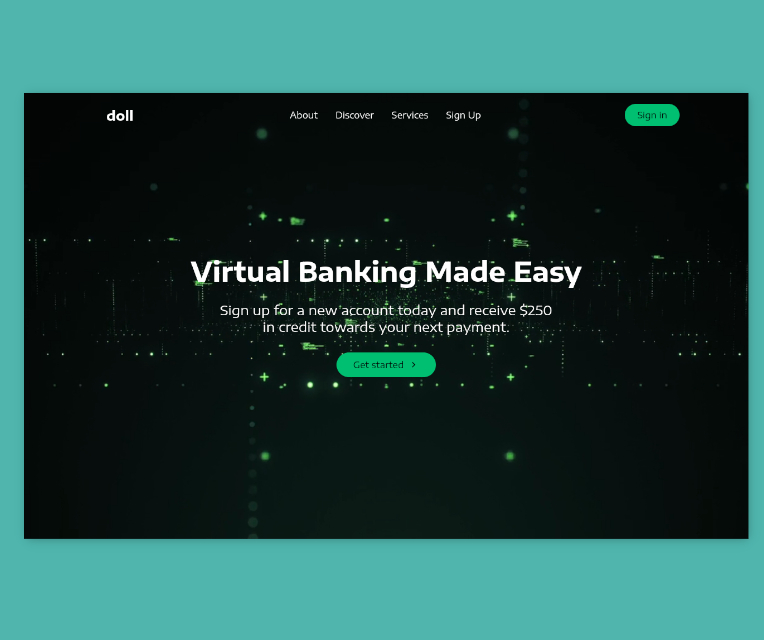 doll
About
Discover
Services
Sign Up
Sign In
Virtual Banking Made Easy
Sign up for a new account today and receive $250
in credit towards your next payment.
Get started